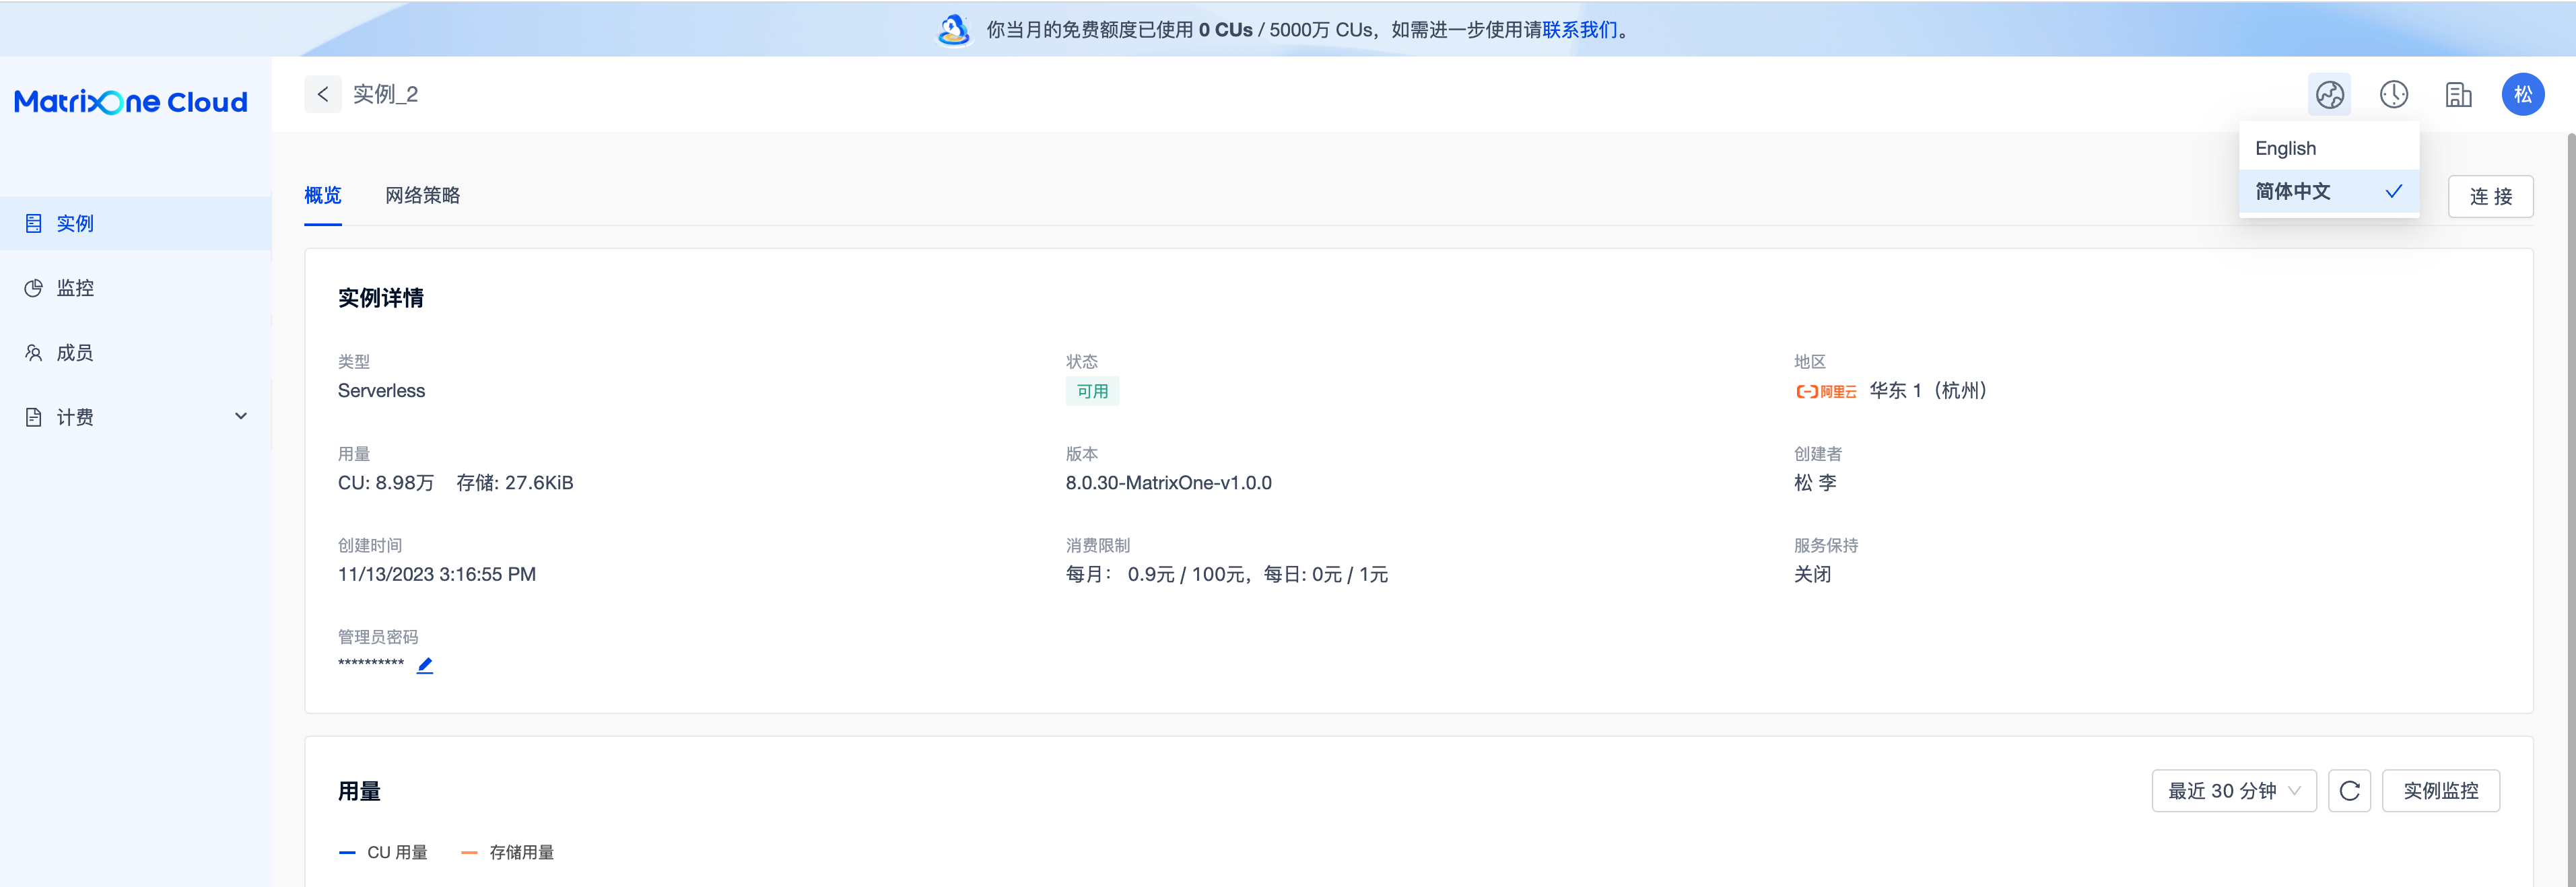 你当月的免费额度已使用 0 CUs / 5000万 CUs，如需进一步使用请联系我们。
MatrixOne Cloud
实例_2
松
English
简体中文
概览 网络策略
连 接
实例
监控
成员
计费
实例详情
类型 状态 地区
Serverless 可用 阿里云 华东 1（杭州）
用量 版本 创建者
CU: 8.98万 存储: 27.6KiB 8.0.30-MatrixOne-v1.0.0 松 李
创建时间 消费限制 服务保持
11/13/2023 3:16:55 PM 每月： 0.9元 / 100元，每日: 0元 / 1元 关闭
管理员密码
**********
用量 最近 30 分钟 实例监控
CU 用量 存储用量